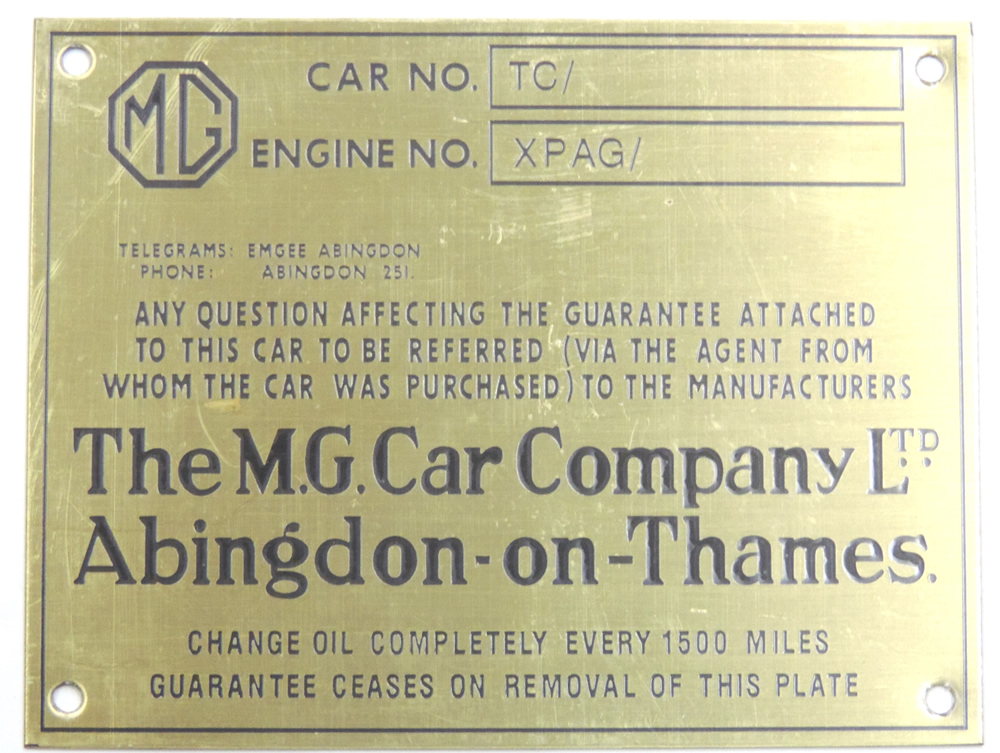 MG
CAR NO. TC/
ENGINE NO. XPAG/
TELEGRAMS: EMGEE ABINGDON
PHONE: ABINGDON 251.
ANY QUESTION AFFECTING THE GUARANTEE ATTACHED
TO THIS CAR TO BE REFERRED (VIA THE AGENT FROM
WHOM THE CAR WAS PURCHASED) TO THE MANUFACTURERS
The M.G. Car Company LTD
Abingdon-on-Thames.
CHANGE OIL COMPLETELY EVERY 1500 MILES
GUARANTEE CEASES ON REMOVAL OF THIS PLATE